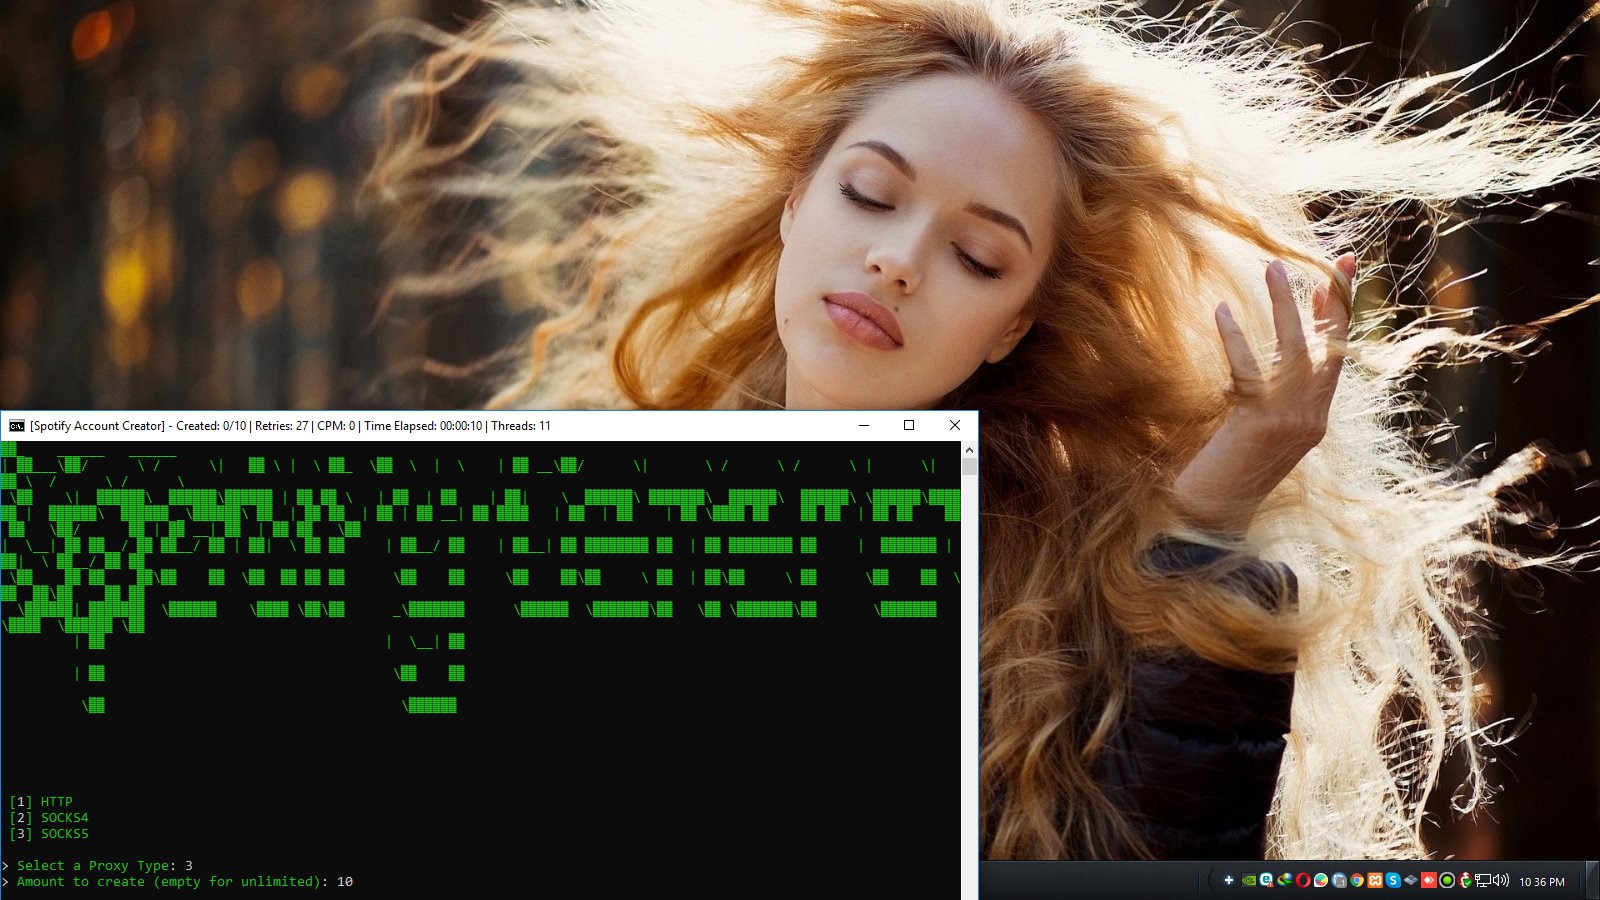 [Spotify Account Creator] - Created: 0/10 | Retries: 27 | CPM: 0 | Time Elapsed: 00:00:10 | Threads: 11
[1] HTTP
[2] SOCKS4
[3] SOCKS5
> Select a Proxy Type: 3
> Amount to create (empty for unlimited): 10
10:36 PM